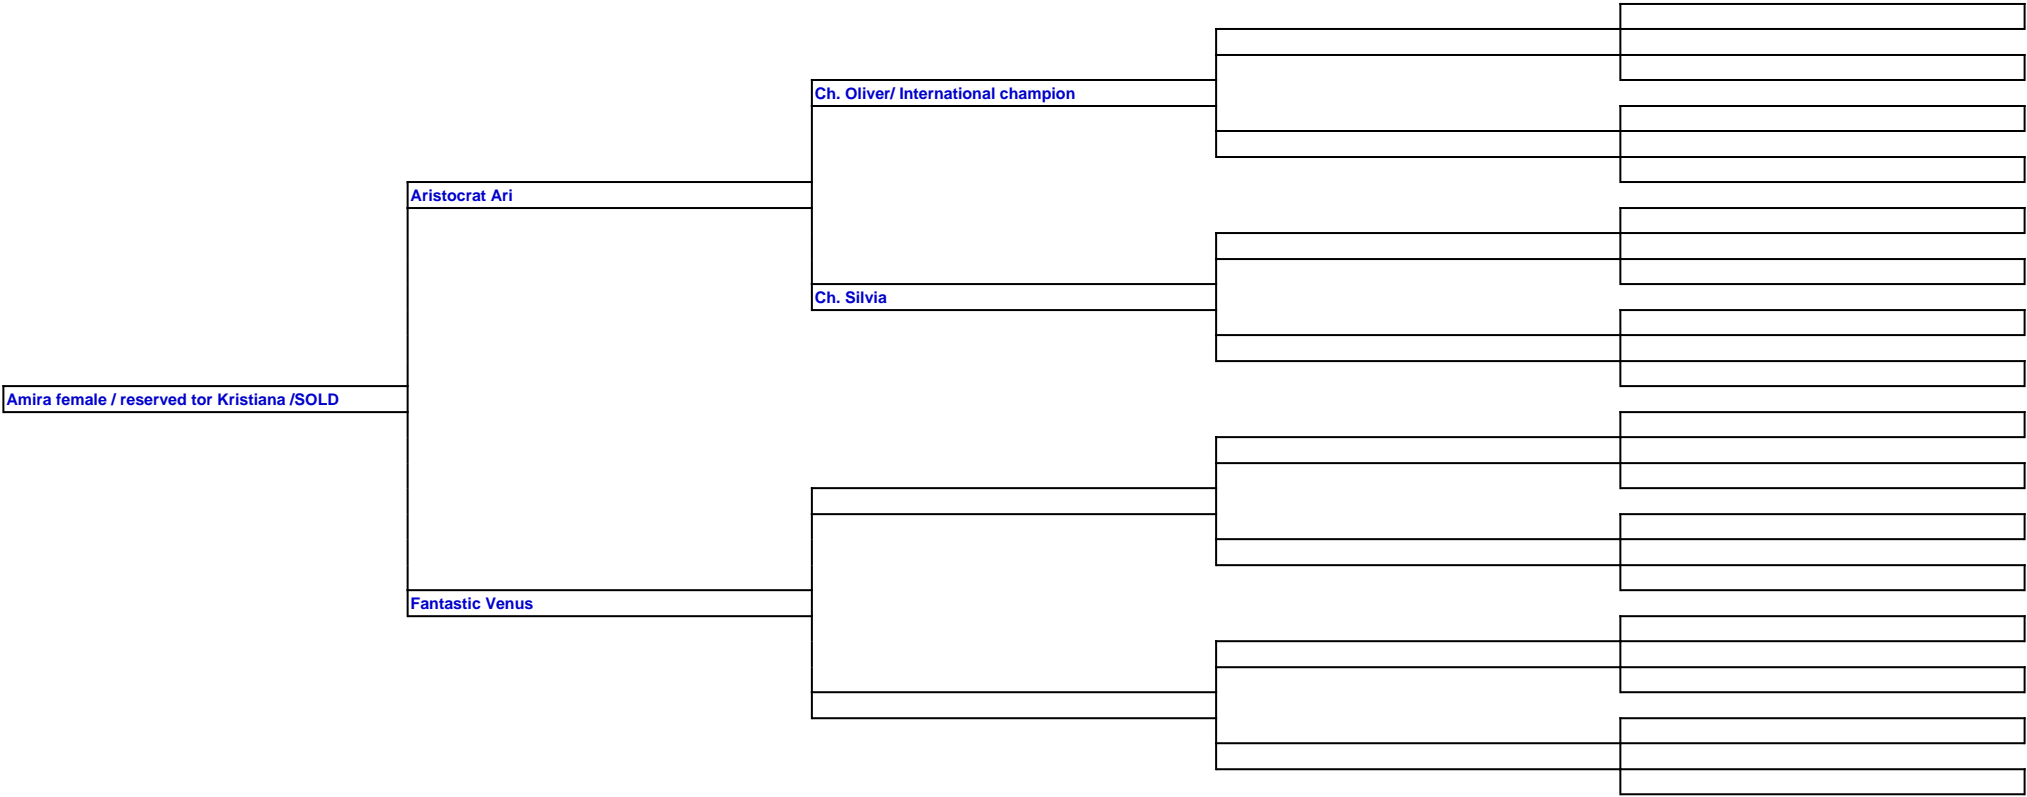 Ch. Oliver/ International champion
Aristocrat Ari
Ch. Silvia
Amira female / reserved tor Kristiana /SOLD
Fantastic Venus